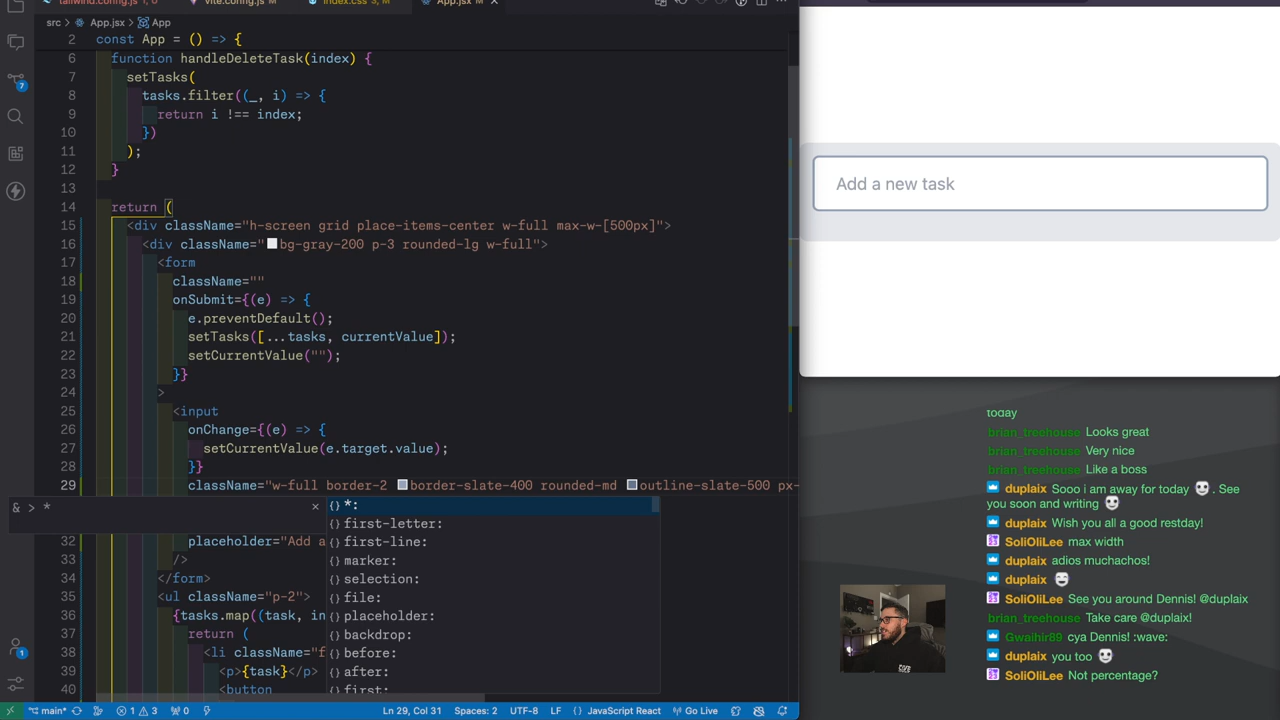 tailwind.config.js M
vite.config.js M
index.css 3, M
App.jsx M
src > App.jsx > App
2 const App = () => {
6 function handleDeleteTask(index) {
7 setTasks(
8 tasks.filter((_, i) => {
9 return i !== index;
10 })
11 );
12 }
13
14 return (
15 <div className="h-screen grid place-items-center w-full max-w-[500px]">
16 <div className="bg-gray-200 p-3 rounded-lg w-full">
17 <form
18 className=""
19 onSubmit={(e) => {
20 e.preventDefault();
21 setTasks([...tasks, currentValue]);
22 setCurrentValue("");
23 }}
24 >
25 <input
26 onChange={(e) => {
27 setCurrentValue(e.target.value);
28 }}
29 className="w-full border-2 border-slate-400 rounded-md outline-slate-500 px-
& > *
{} *:
{} first-letter:
{} first-line:
{} marker:
{} selection:
{} file:
{} placeholder:
{} backdrop:
{} before:
{} after:
{} first:
32 placeholder="Add a
33 />
34 </form>
35 <ul className="p-2">
36 {tasks.map((task, in
37 return (
38 <li className="f
39 <p>{task}</p>
40 <button
7
1
main*
1 3
0
Ln 29, Col 31
Spaces: 2
UTF-8
LF
{} JavaScript React
Go Live
Add a new task
today
brian_treehouse Looks great
brian_treehouse Very nice
brian_treehouse Like a boss
duplaix Sooo i am away for today . See
you soon and writing
duplaix Wish you all a good restday!
SoliOliLee max width
duplaix adios muchachos!
duplaix
SoliOliLee See you around Dennis! @duplaix
brian_treehouse Take care @duplaix!
Gwaihir89 cya Dennis! :wave:
duplaix you too
SoliOliLee Not percentage?